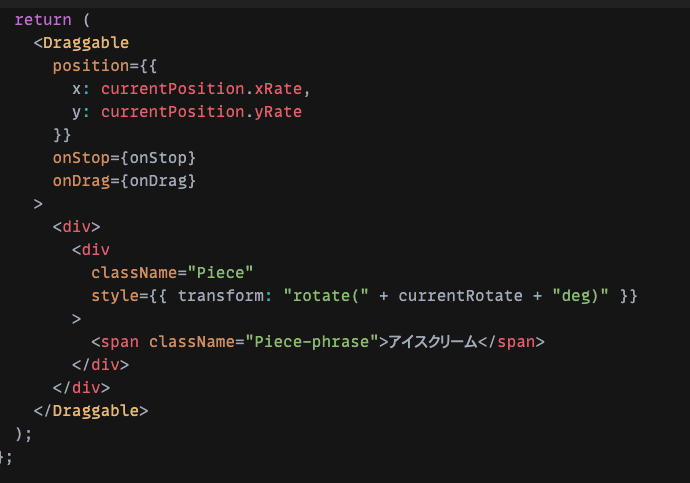 return (
<Draggable
position={{
x: currentPosition.xRate,
y: currentPosition.yRate
}}
onStop={onStop}
onDrag={onDrag}
>
<div>
<div
className="Piece"
style={{ transform: "rotate(" + currentRotate + "deg)" }}
>
<span className="Piece-phrase">アイスクリーム</span>
</div>
</div>
</Draggable>
);
};